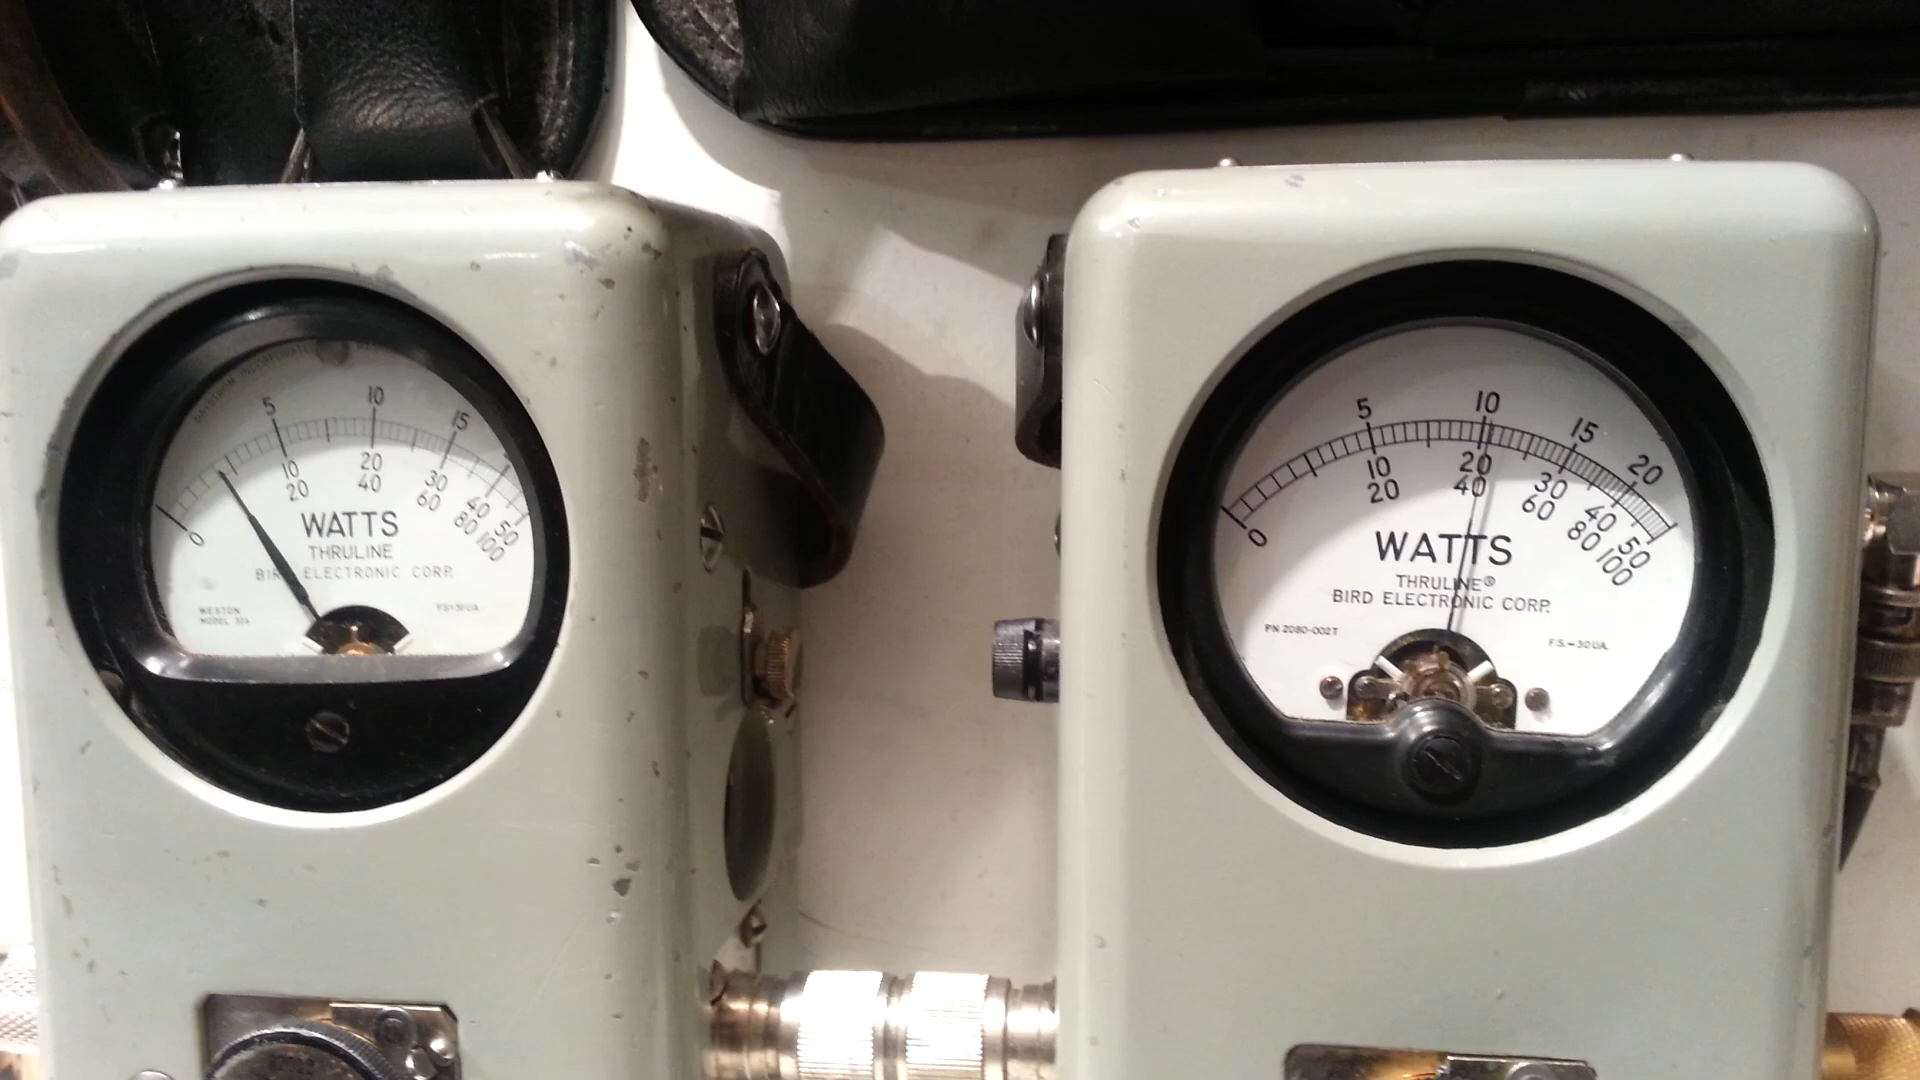 5 10 15
10 20 30 40 50
20 40 60 80 100
0
WATTS
THRULINE
BIRD ELECTRONIC CORP.
WESTON
MODEL
5 10 15 20
10 20 30 40 50
20 40 60 80 100
0
WATTS
THRULINE®
BIRD ELECTRONIC CORP.
PN 2080-002T
F.S.=30UA.